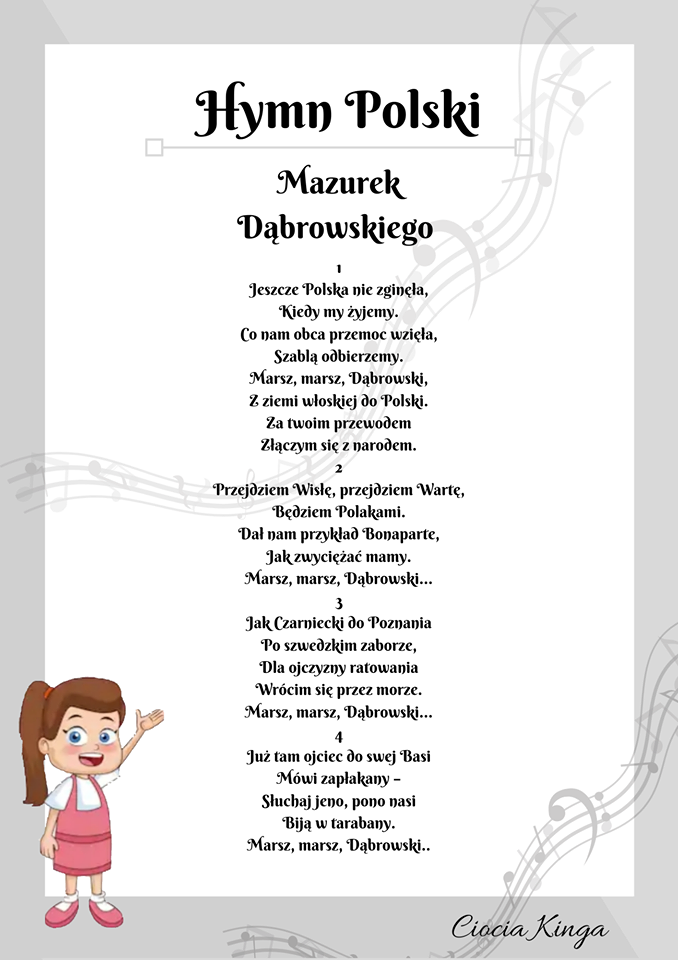 Hymn Polski
Mazurek
Dąbrowskiego
1
Jeszcze Polska nie zginęła,
Kiedy my żyjemy.
Co nam obca przemoc wzięła,
Szablą odbierzemy.
Marsz, marsz, Dąbrowski,
Z ziemi włoskiej do Polski.
Za twoim przewodem
Złączym się z narodem.
2
Przejdziem Wisłę, przejdziem Wartę,
Będziem Polakami.
Dał nam przykład Bonaparte,
Jak zwyciężać mamy.
Marsz, marsz, Dąbrowski...
3
Jak Czarniecki do Poznania
Po szwedzkim zaborze,
Dla ojczyzny ratowania
Wrócim się przez morze.
Marsz, marsz, Dąbrowski...
4
Już tam ojciec do swej Basi
Mówi zapłakany –
Słuchaj jeno, pono nasi
Biją w tarabany.
Marsz, marsz, Dąbrowski..
Ciocia Kinga